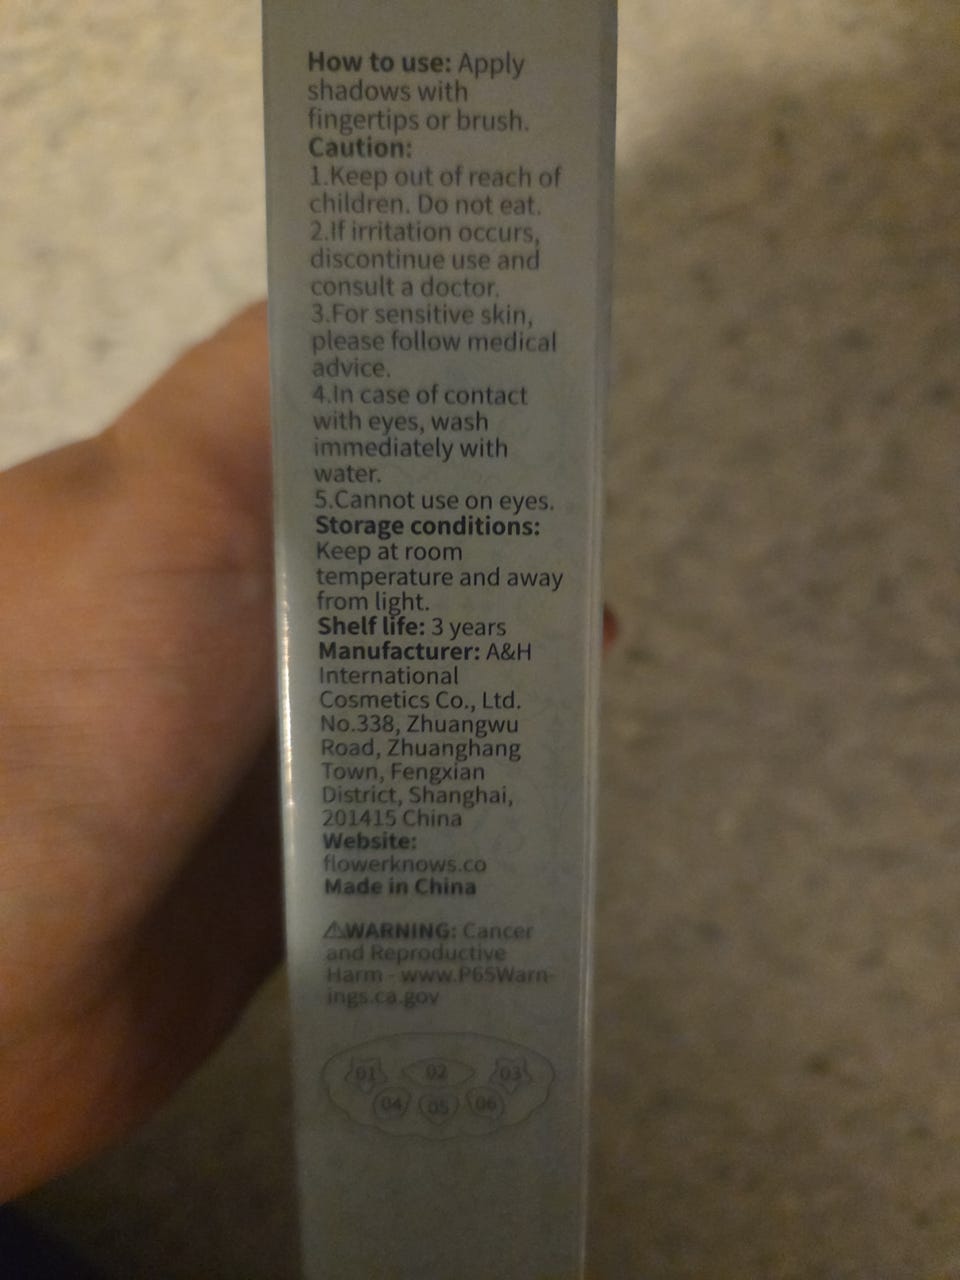 How to use: Apply
shadows with
fingertips or brush.
Caution:
1.Keep out of reach of
children. Do not eat.
2.If irritation occurs,
discontinue use and
consult a doctor.
3.For sensitive skin,
please follow medical
advice.
4.In case of contact
with eyes, wash
immediately with
water.
5.Cannot use on eyes.
Storage conditions:
Keep at room
temperature and away
from light.
Shelf life: 3 years
Manufacturer: A&H
International
Cosmetics Co., Ltd.
No.338, Zhuangwu
Road, Zhuanghang
Town, Fengxian
District, Shanghai,
201415 China
Website:
flowerknows.co
Made in China
⚠WARNING: Cancer
and Reproductive
Harm - www.P65Warn-
ings.ca.gov
01 02 03
04 05 06